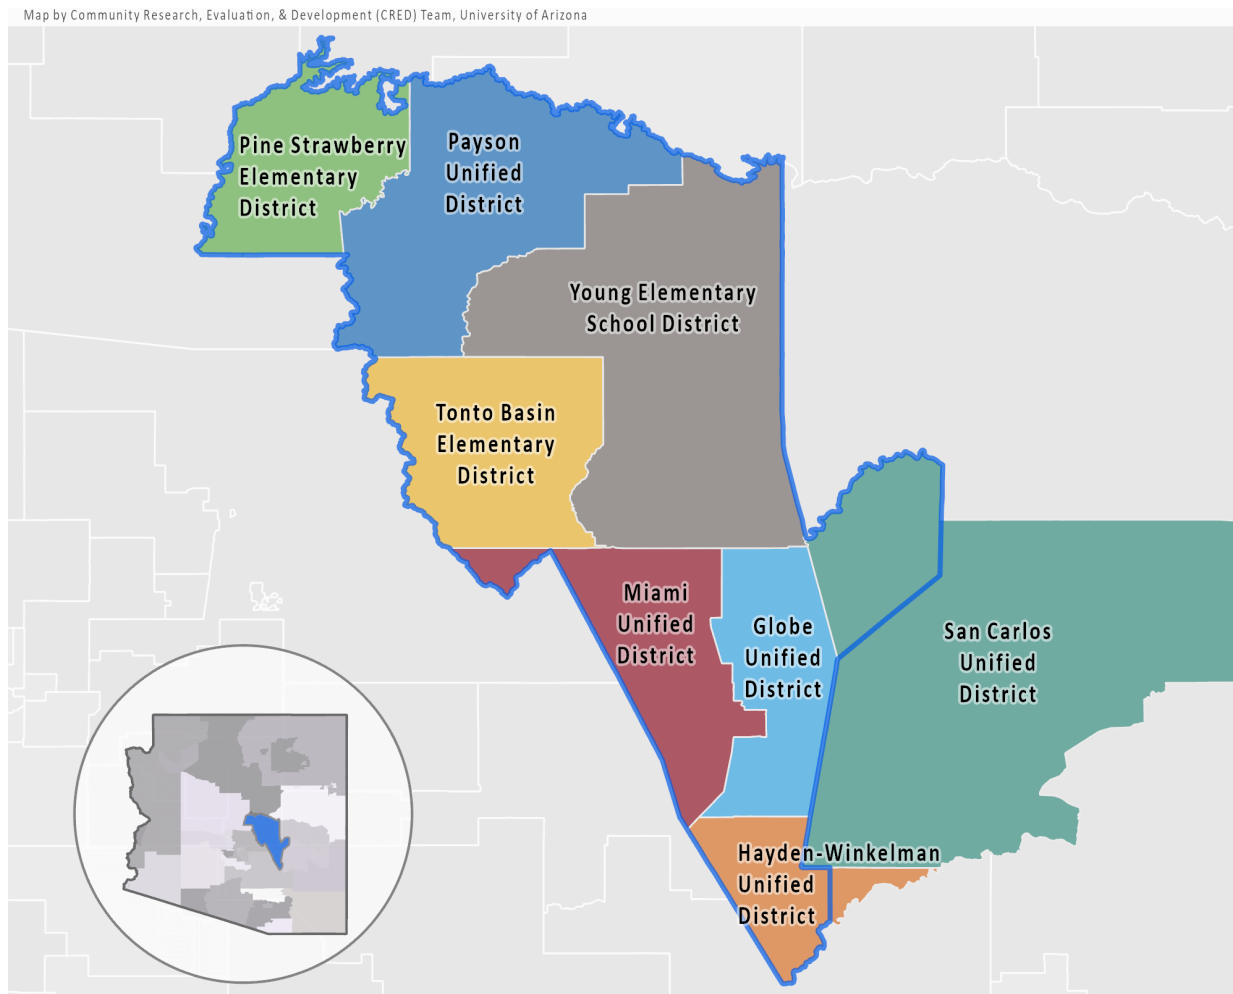 Map by Community Research, Evaluation, & Development (CRED) Team, University of Arizona
Pine Strawberry
Elementary
District
Payson
Unified
District
Young Elementary
School District
Tonto Basin
Elementary
District
Miami
Unified
District
Globe
Unified
District
San Carlos
Unified
District
Hayden-Winkelman
Unified
District